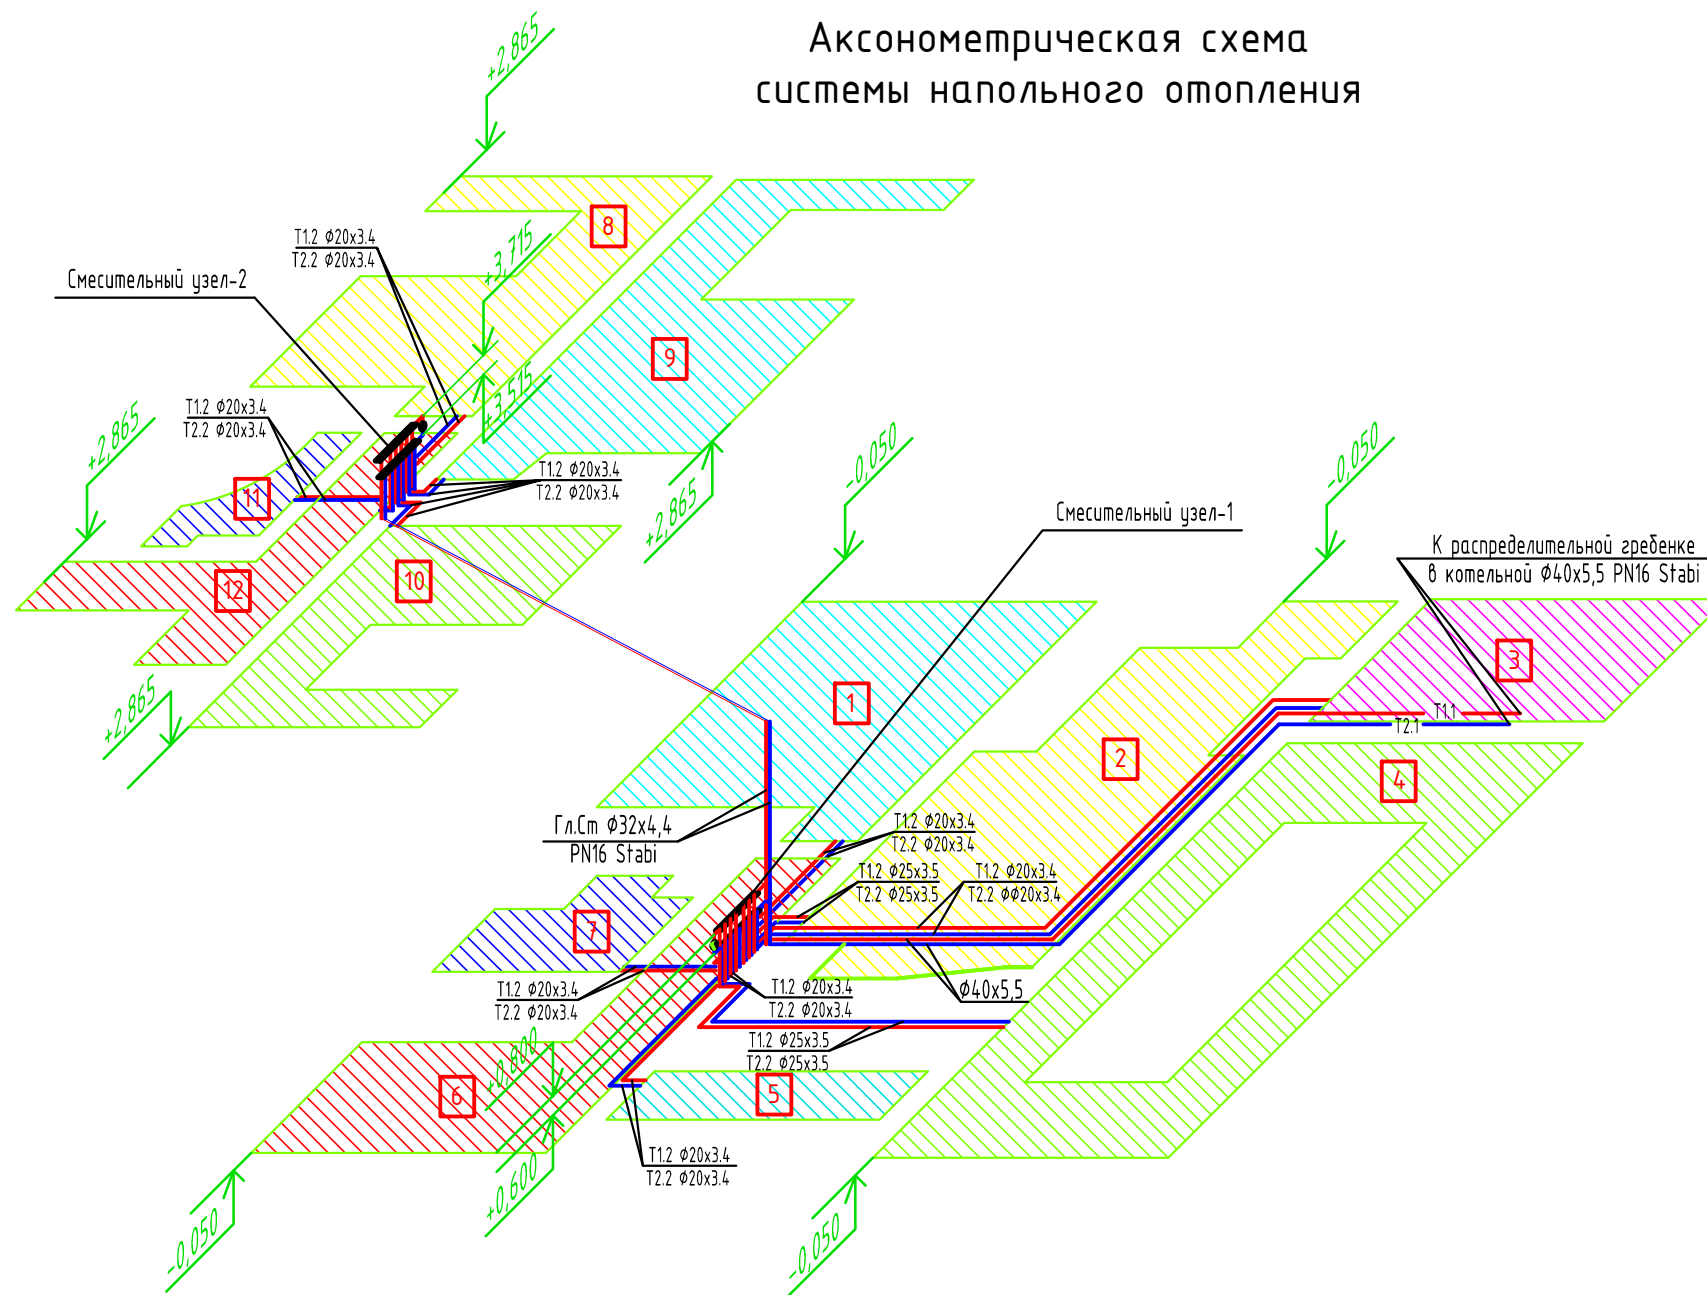 Аксонометрическая схема
системы напольного отопления
+2,865
8
Т1.2 Ф20х3.4
Т2.2 Ф20х3.4
+3,715
Смесительный узел-2
9
+3,515
Т1.2 Ф20х3.4
Т2.2 Ф20х3.4
+2,865
Т1.2 Ф20х3.4
Т2.2 Ф20х3.4
11
+2,865
-0,050
-0,050
Смесительный узел-1
К распределительной гребенке
в котельной Ф40х5,5 PN16 Stabi
12
10
3
+2,865
1
Т1.1
Т2.1
2
4
Гл.Ст Ф32х4,4
PN16 Stabi
Т1.2 Ф20х3.4
Т2.2 Ф20х3.4
Т1.2 Ф25х3.5
Т2.2 Ф25х3.5
Т1.2 Ф20х3.4
Т2.2 ФФ20х3.4
7
Т1.2 Ф20х3.4
Т2.2 Ф20х3.4
Т1.2 Ф20х3.4
Т2.2 Ф20х3.4
Ф40х5,5
Т1.2 Ф25х3.5
Т2.2 Ф25х3.5
+0,800
6
5
Т1.2 Ф20х3.4
Т2.2 Ф20х3.4
+0,600
-0,050
-0,050